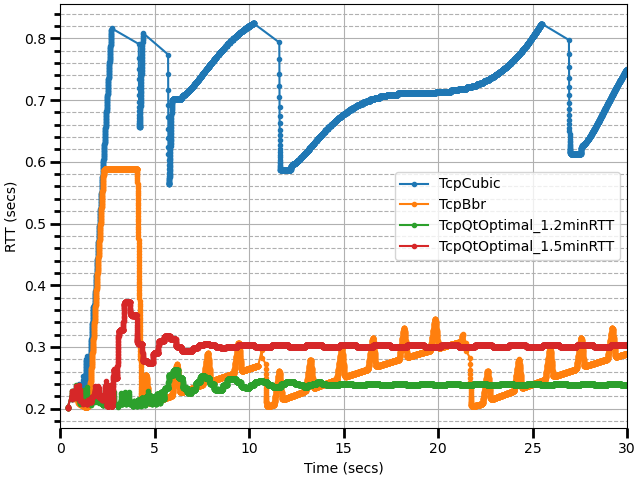 0.8
0.7
0.6
0.5
0.4
0.3
0.2
RTT (secs)
TcpCubic
TcpBbr
TcpQtOptimal_1.2minRTT
TcpQtOptimal_1.5minRTT
0 5 10 15 20 25 30
Time (secs)